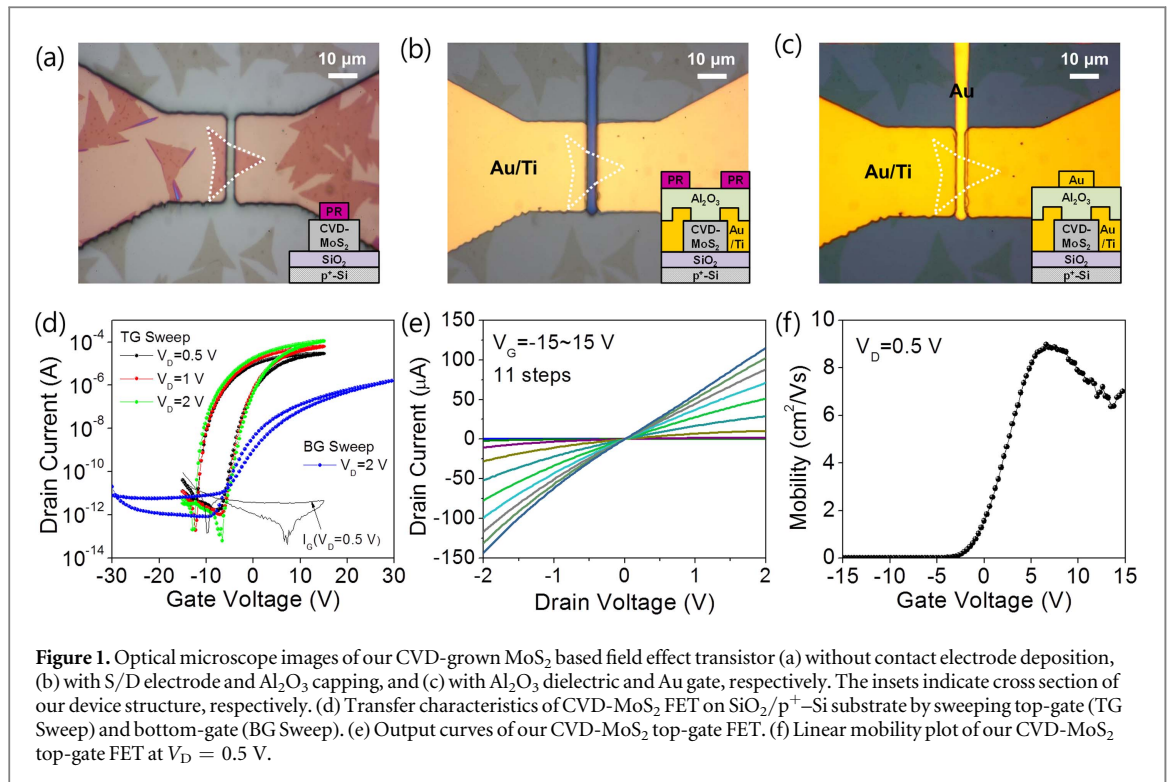 (a)
10 μm
PR
CVD-
MoS₂
SiO₂
p⁺-Si
(b)
10 μm
Au/Ti
PR PR
Al₂O₃
CVD-
MoS₂
Au
/Ti
SiO₂
p⁺-Si
(c)
10 μm
Au
Au/Ti
Au
Al₂O₃
CVD-
MoS₂
Au
/Ti
SiO₂
p⁺-Si
(d)
Drain Current (A)
10⁻⁴
10⁻⁶
10⁻⁸
10⁻¹⁰
10⁻¹²
10⁻¹⁴
TG Sweep
V_D=0.5 V
V_D=1 V
V_D=2 V
BG Sweep
V_D=2 V
I_G(V_D=0.5 V)
-30 -20 -10 0 10 20 30
Gate Voltage (V)
(e)
Drain Current (μA)
150
100
50
0
-50
-100
-150
V_G=-15~15 V
11 steps
-2 -1 0 1 2
Drain Voltage (V)
(f)
Mobility (cm²/Vs)
10
8
6
4
2
0
V_D=0.5 V
-15 -10 -5 0 5 10 15
Gate Voltage (V)
Figure 1. Optical microscope images of our CVD-grown MoS₂ based field effect transistor (a) without contact electrode deposition,
(b) with S/D electrode and Al₂O₃ capping, and (c) with Al₂O₃ dielectric and Au gate, respectively. The insets indicate cross section of
our device structure, respectively. (d) Transfer characteristics of CVD-MoS₂ FET on SiO₂/p⁺–Si substrate by sweeping top-gate (TG
Sweep) and bottom-gate (BG Sweep). (e) Output curves of our CVD-MoS₂ top-gate FET. (f) Linear mobility plot of our CVD-MoS₂
top-gate FET at V_D = 0.5 V.